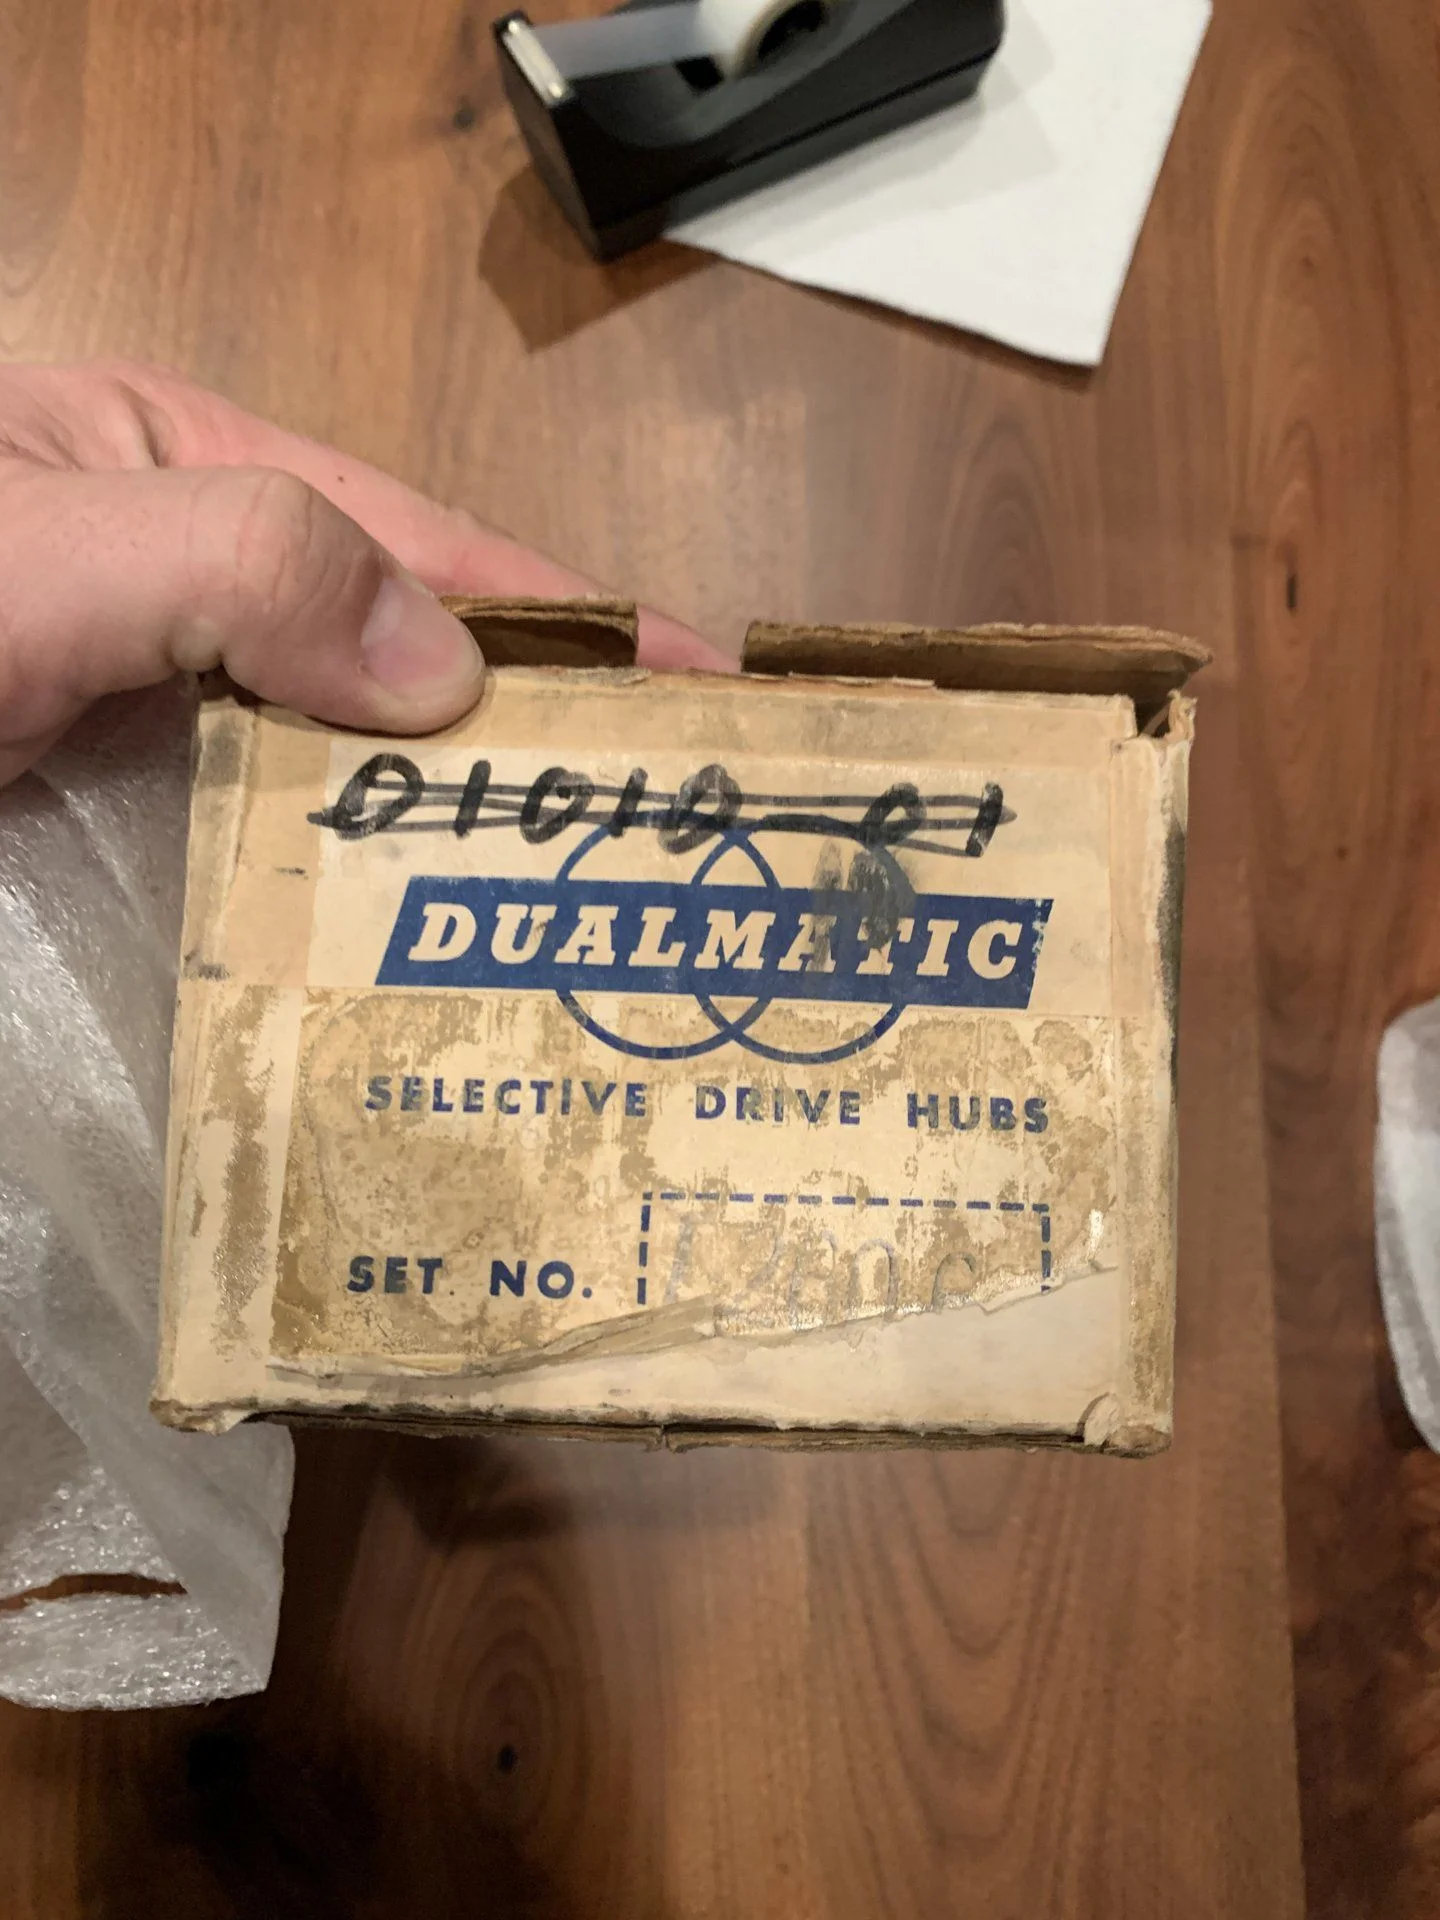 01010 01
DUALMATIC
SELECTIVE DRIVE HUBS
SET NO.